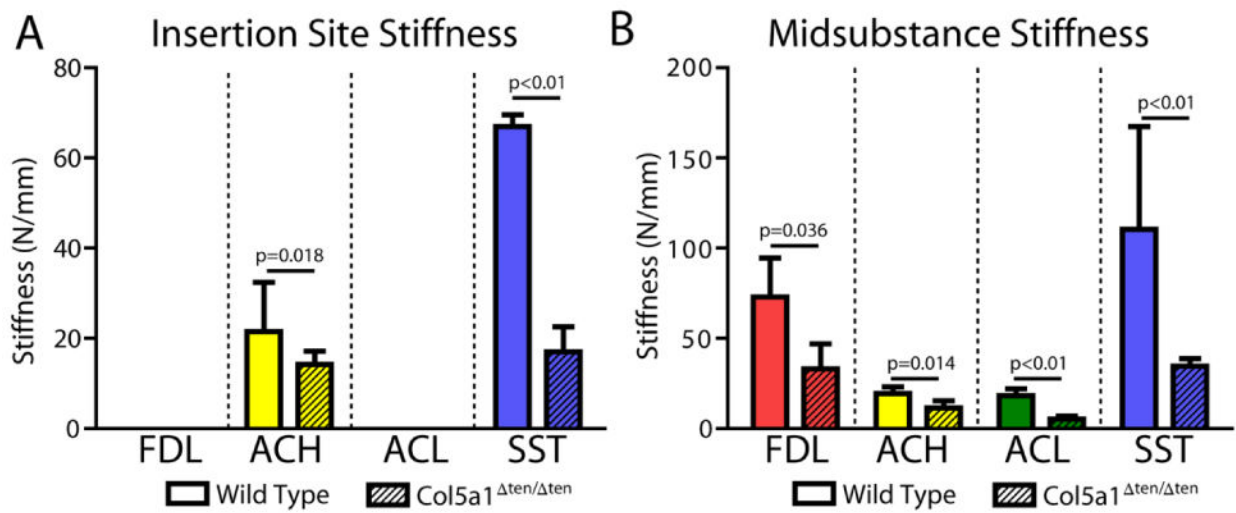 A Insertion Site Stiffness
Stiffness (N/mm)
80
60
40
20
0
p=0.018
p<0.01
FDL ACH ACL SST
Wild Type Col5a1Δten/Δten
B Midsubstance Stiffness
Stiffness (N/mm)
200
150
100
50
0
p=0.036
p=0.014
p<0.01
p<0.01
FDL ACH ACL SST
Wild Type Col5a1Δten/Δten